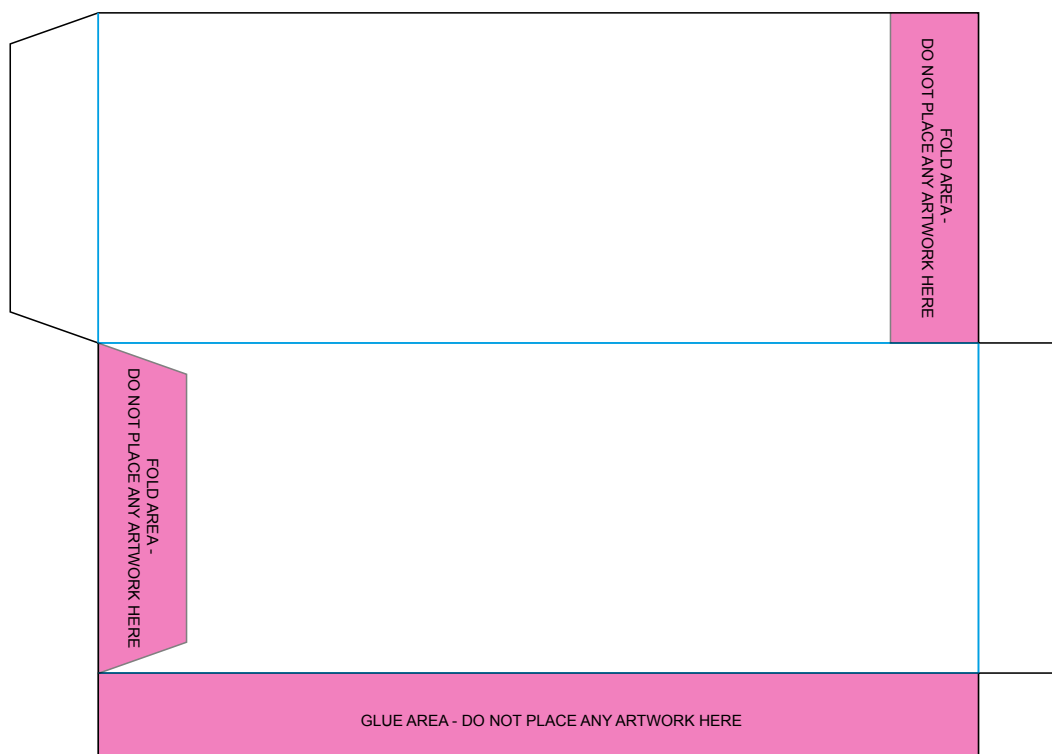 FOLD AREA -
DO NOT PLACE ANY ARTWORK HERE
FOLD AREA -
DO NOT PLACE ANY ARTWORK HERE
GLUE AREA - DO NOT PLACE ANY ARTWORK HERE